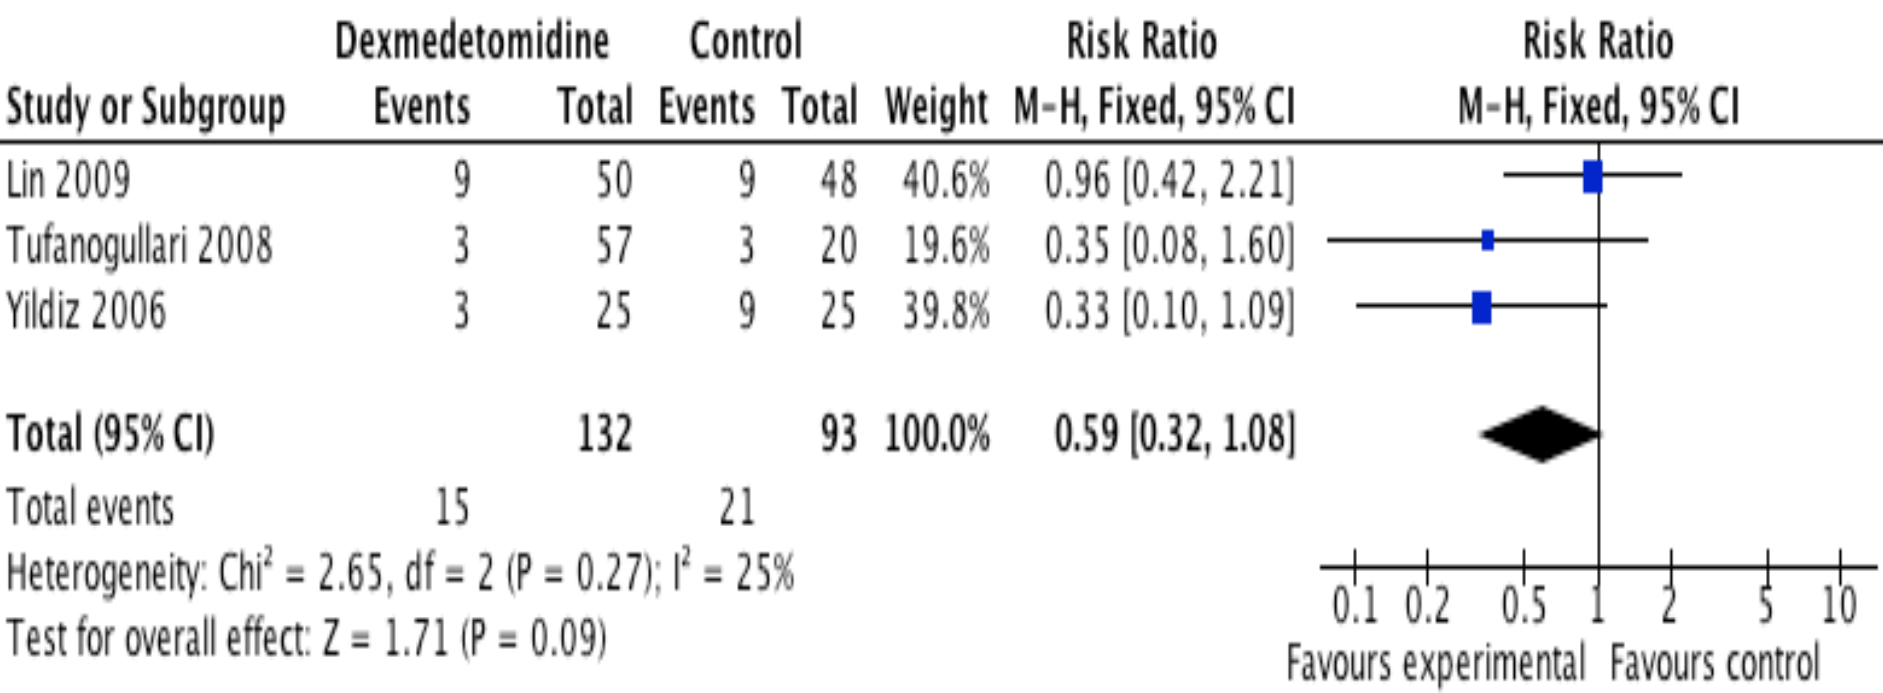 Dexmedetomidine Control Risk Ratio Risk Ratio
Study or Subgroup Events Total Events Total Weight M-H, Fixed, 95% CI M-H, Fixed, 95% CI
Lin 2009 9 50 9 48 40.6% 0.96 [0.42, 2.21]
Tufanogullari 2008 3 57 3 20 19.6% 0.35 [0.08, 1.60]
Yildiz 2006 3 25 9 25 39.8% 0.33 [0.10, 1.09]
Total (95% CI) 132 93 100.0% 0.59 [0.32, 1.08]
Total events 15 21
Heterogeneity: Chi² = 2.65, df = 2 (P = 0.27); I² = 25%
Test for overall effect: Z = 1.71 (P = 0.09)
0.1 0.2 0.5 1 2 5 10
Favours experimental Favours control